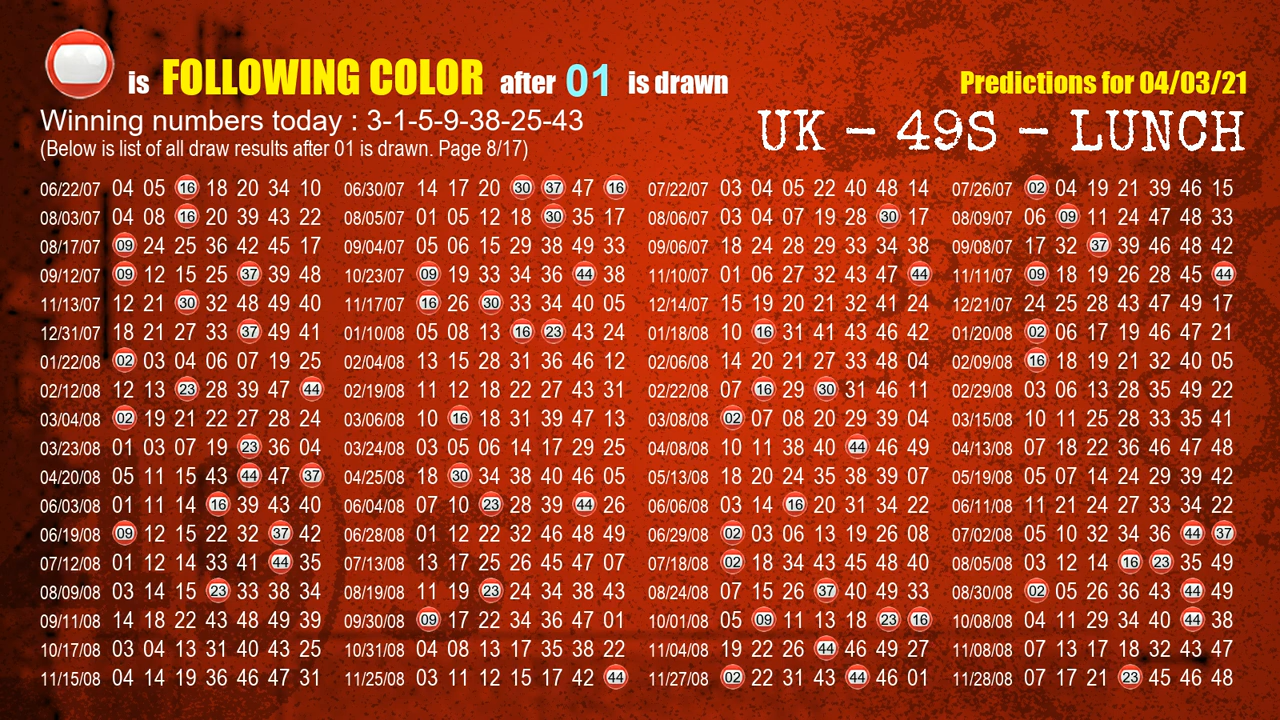 is FOLLOWING COLOR after 01 is drawn
Predictions for 04/03/21
Winning numbers today : 3-1-5-9-38-25-43
UK - 49S - LUNCH
(Below is list of all draw results after 01 is drawn. Page 8/17)
06/22/07 04 05 16 18 20 34 10 06/30/07 14 17 20 30 37 47 16 07/22/07 03 04 05 22 40 48 14 07/26/07 02 04 19 21 39 46 15
08/03/07 04 08 16 20 39 43 22 08/05/07 01 05 12 18 30 35 17 08/06/07 03 04 07 19 28 30 17 08/09/07 06 09 11 24 47 48 33
08/17/07 09 24 25 36 42 45 17 09/04/07 05 06 15 29 38 49 33 09/06/07 18 24 28 29 33 34 38 09/08/07 17 32 37 39 46 48 42
09/12/07 09 12 15 25 37 39 48 10/23/07 09 19 33 34 36 44 38 11/10/07 01 06 27 32 43 47 44 11/11/07 09 18 19 26 28 45 44
11/13/07 12 21 30 32 48 49 40 11/17/07 16 26 30 33 34 40 05 12/14/07 15 19 20 21 32 41 24 12/21/07 24 25 28 43 47 49 17
12/31/07 18 21 27 33 37 49 41 01/10/08 05 08 13 16 23 43 24 01/18/08 10 16 31 41 43 46 42 01/20/08 02 06 17 19 46 47 21
01/22/08 02 03 04 06 07 19 25 02/04/08 13 15 28 31 36 46 12 02/06/08 14 20 21 27 33 48 04 02/09/08 16 18 19 21 32 40 05
02/12/08 12 13 23 28 39 47 44 02/19/08 11 12 18 22 27 43 31 02/22/08 07 16 29 30 31 46 11 02/29/08 03 06 13 28 35 49 22
03/04/08 02 19 21 22 27 28 24 03/06/08 10 16 18 31 39 47 13 03/08/08 02 07 08 20 29 39 04 03/15/08 10 11 25 28 33 35 41
03/23/08 01 03 07 19 23 36 04 03/24/08 03 05 06 14 17 29 25 04/08/08 10 11 38 40 44 46 49 04/13/08 07 18 22 36 46 47 48
04/20/08 05 11 15 43 44 47 37 04/25/08 18 30 34 38 40 46 05 05/13/08 18 20 24 35 38 39 07 05/19/08 05 07 14 24 29 39 42
06/03/08 01 11 14 16 39 43 40 06/04/08 07 10 23 28 39 44 26 06/06/08 03 14 16 20 31 34 22 06/11/08 11 21 24 27 33 34 22
06/19/08 09 12 15 22 32 37 42 06/28/08 01 12 22 32 46 48 49 06/29/08 02 03 06 13 19 26 08 07/02/08 05 10 32 34 36 44 37
07/12/08 01 12 14 33 41 44 35 07/13/08 13 17 25 26 45 47 07 07/18/08 02 18 34 43 45 48 40 08/05/08 03 12 14 16 23 35 49
08/09/08 03 14 15 23 33 38 34 08/19/08 11 19 23 24 34 38 43 08/24/08 07 15 26 37 40 49 33 08/30/08 02 05 26 36 43 44 49
09/11/08 14 18 22 43 48 49 39 09/30/08 09 17 22 34 36 47 01 10/01/08 05 09 11 13 18 23 16 10/08/08 04 11 29 34 40 44 38
10/17/08 03 04 13 31 40 43 25 10/31/08 04 08 13 17 35 38 22 11/04/08 19 22 26 44 46 49 27 11/08/08 07 13 17 18 32 43 47
11/15/08 04 14 19 36 46 47 31 11/25/08 03 11 12 15 17 42 44 11/27/08 02 22 31 43 44 46 01 11/28/08 07 17 21 23 45 46 48